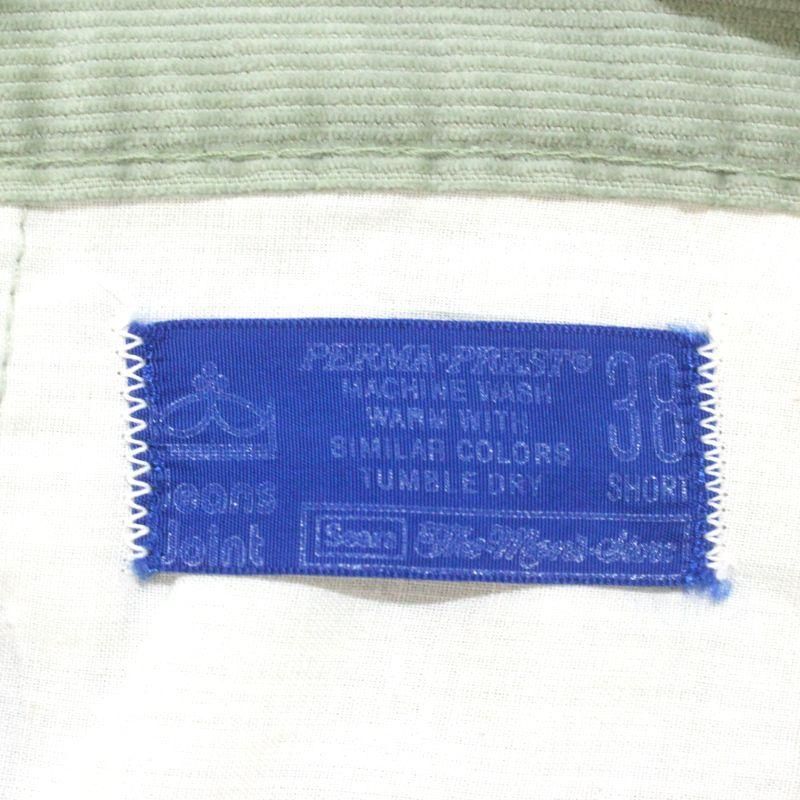 PERMA·PREST®
MACHINE WASH
WARM WITH
SIMILAR COLORS
TUMBLE DRY
38
SHORT
Jeans
Joint
Sears The Men's Store